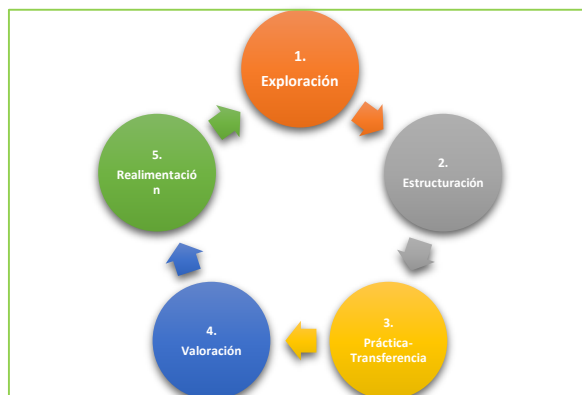 1.
Exploración
2.
Estructuración
3.
Práctica-
Transferencia
4.
Valoración
5.
Realimentació
n